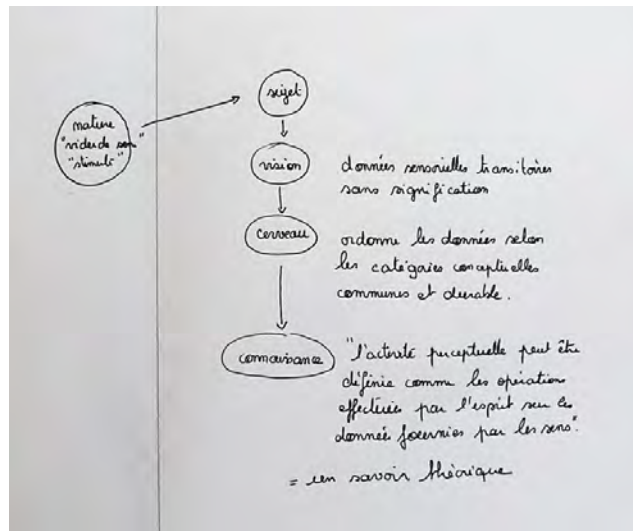 matière
"vider de son"
"stimuli"
sujet
vision
données sensorielles transitoires
sans signification
cerveau
ordonne les données selon
les catégories conceptuelles
communes et durable.
connaissance
"l'activité perceptuelle peut être
définie comme les opération
effectuées par l'esprit sur les
données fournies par les sens".
= un savoir théorique